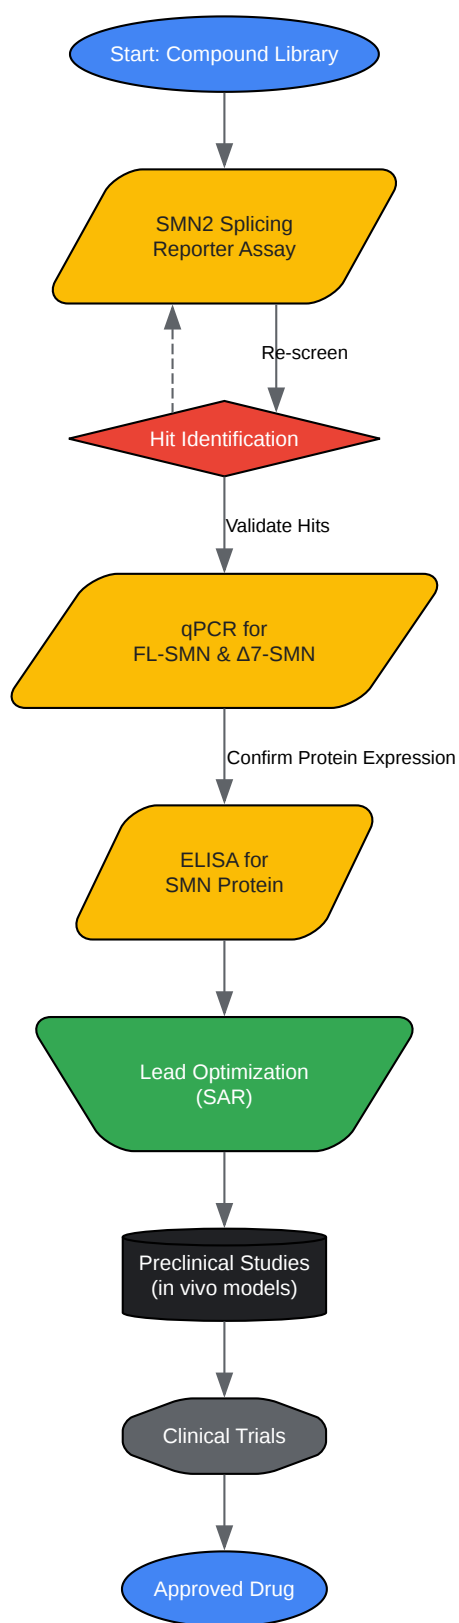 Start: Compound Library
SMN2 Splicing
Reporter Assay
Re-screen
Hit Identification
Validate Hits
qPCR for
FL-SMN & Δ7-SMN
Confirm Protein Expression
ELISA for
SMN Protein
Lead Optimization
(SAR)
Preclinical Studies
(in vivo models)
Clinical Trials
Approved Drug